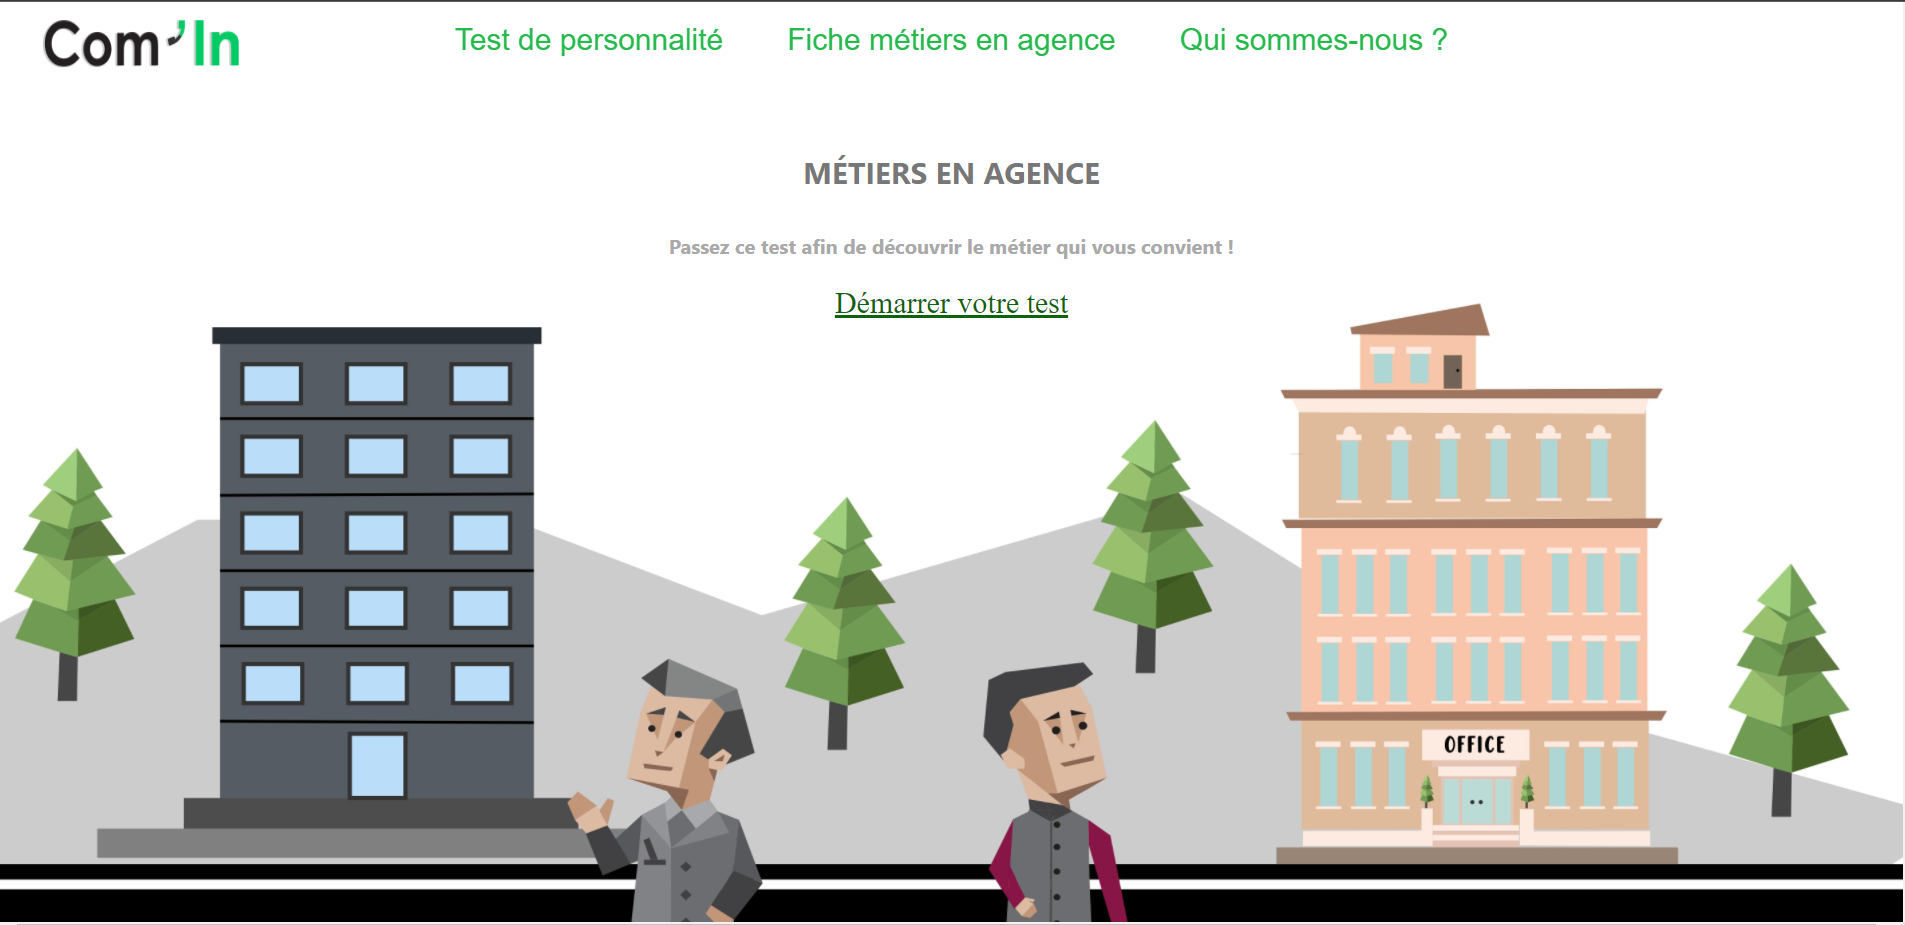 Com'In
Test de personnalité
Fiche métiers en agence
Qui sommes-nous ?
MÉTIERS EN AGENCE
Passez ce test afin de découvrir le métier qui vous convient !
Démarrer votre test
OFFICE